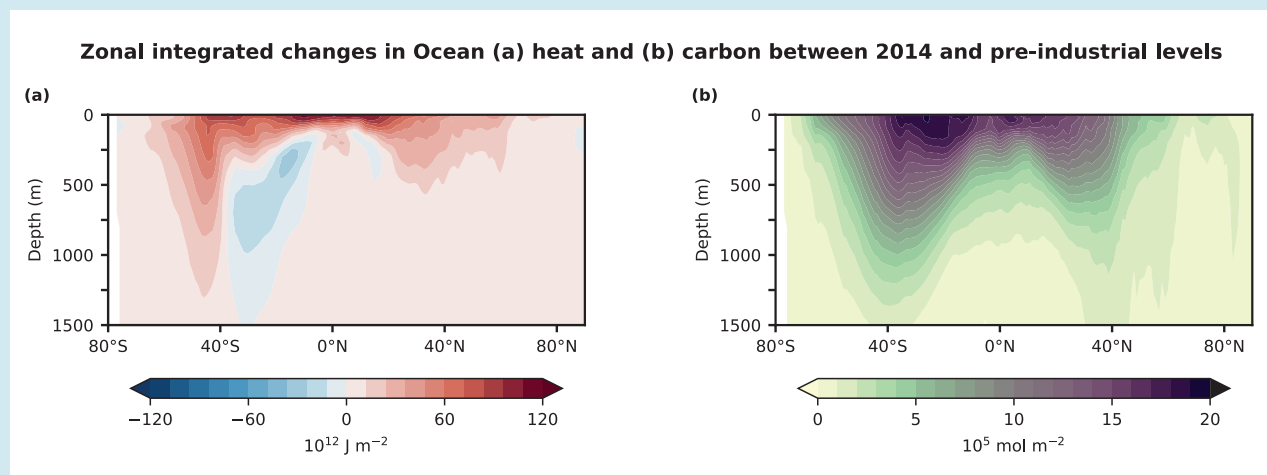 Zonal integrated changes in Ocean (a) heat and (b) carbon between 2014 and pre-industrial levels
(a)
0
500
1000
1500
Depth (m)
80°S 40°S 0°N 40°N 80°N
−120 −60 0 60 120
10¹² J m⁻²
(b)
0
500
1000
1500
Depth (m)
80°S 40°S 0°N 40°N 80°N
0 5 10 15 20
10⁵ mol m⁻²